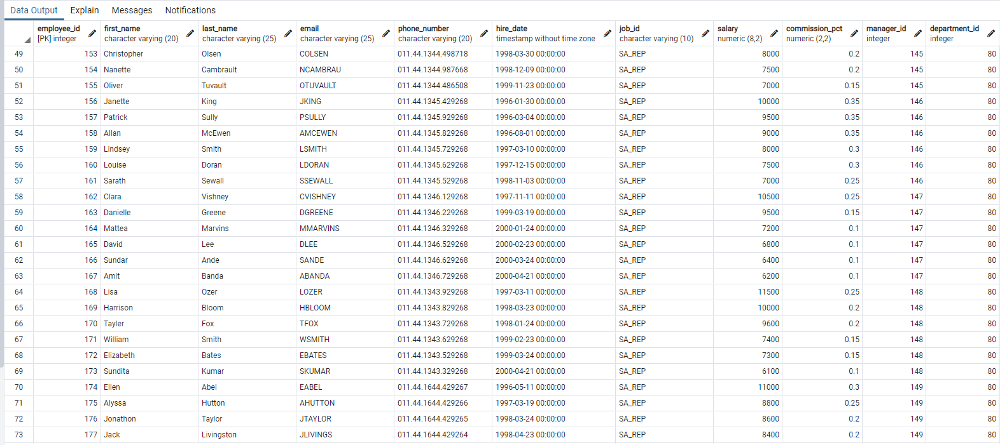 Data Output Explain Messages Notifications
employee_id first_name last_name email phone_number hire_date job_id salary commission_pct manager_id department_id
[PK] integer character varying (20) character varying (25) character varying (25) character varying (20) timestamp without time zone character varying (10) numeric (8,2) numeric (2,2) integer integer
49 153 Christopher Olsen COLSEN 011.44.1344.498718 1998-03-30 00:00:00 SA_REP 8000 0.2 145 80
50 154 Nanette Cambrault NCAMBRAU 011.44.1344.987668 1998-12-09 00:00:00 SA_REP 7500 0.2 145 80
51 155 Oliver Tuvault OTUVAULT 011.44.1344.486508 1999-11-23 00:00:00 SA_REP 7000 0.15 145 80
52 156 Janette King JKING 011.44.1345.429268 1996-01-30 00:00:00 SA_REP 10000 0.35 146 80
53 157 Patrick Sully PSULLY 011.44.1345.929268 1996-03-04 00:00:00 SA_REP 9500 0.35 146 80
54 158 Allan McEwen AMCEWEN 011.44.1345.829268 1996-08-01 00:00:00 SA_REP 9000 0.35 146 80
55 159 Lindsey Smith LSMITH 011.44.1345.729268 1997-03-10 00:00:00 SA_REP 8000 0.3 146 80
56 160 Louise Doran LDORAN 011.44.1345.629268 1997-12-15 00:00:00 SA_REP 7500 0.3 146 80
57 161 Sarath Sewall SSEWALL 011.44.1345.529268 1998-11-03 00:00:00 SA_REP 7000 0.25 146 80
58 162 Clara Vishney CVISHNEY 011.44.1346.129268 1997-11-11 00:00:00 SA_REP 10500 0.25 147 80
59 163 Danielle Greene DGREENE 011.44.1346.229268 1999-03-19 00:00:00 SA_REP 9500 0.15 147 80
60 164 Mattea Marvins MMARVINS 011.44.1346.329268 2000-01-24 00:00:00 SA_REP 7200 0.1 147 80
61 165 David Lee DLEE 011.44.1346.529268 2000-02-23 00:00:00 SA_REP 6800 0.1 147 80
62 166 Sundar Ande SANDE 011.44.1346.629268 2000-03-24 00:00:00 SA_REP 6400 0.1 147 80
63 167 Amit Banda ABANDA 011.44.1346.729268 2000-04-21 00:00:00 SA_REP 6200 0.1 147 80
64 168 Lisa Ozer LOZER 011.44.1343.929268 1997-03-11 00:00:00 SA_REP 11500 0.25 148 80
65 169 Harrison Bloom HBLOOM 011.44.1343.829268 1998-03-23 00:00:00 SA_REP 10000 0.2 148 80
66 170 Tayler Fox TFOX 011.44.1343.729268 1998-01-24 00:00:00 SA_REP 9600 0.2 148 80
67 171 William Smith WSMITH 011.44.1343.629268 1999-02-23 00:00:00 SA_REP 7400 0.15 148 80
68 172 Elizabeth Bates EBATES 011.44.1343.529268 1999-03-24 00:00:00 SA_REP 7300 0.15 148 80
69 173 Sundita Kumar SKUMAR 011.44.1343.329268 2000-04-21 00:00:00 SA_REP 6100 0.1 148 80
70 174 Ellen Abel EABEL 011.44.1644.429267 1996-05-11 00:00:00 SA_REP 11000 0.3 149 80
71 175 Alyssa Hutton AHUTTON 011.44.1644.429266 1997-03-19 00:00:00 SA_REP 8800 0.25 149 80
72 176 Jonathon Taylor JTAYLOR 011.44.1644.429265 1998-03-24 00:00:00 SA_REP 8600 0.2 149 80
73 177 Jack Livingston JLIVINGS 011.44.1644.429264 1998-04-23 00:00:00 SA_REP 8400 0.2 149 80